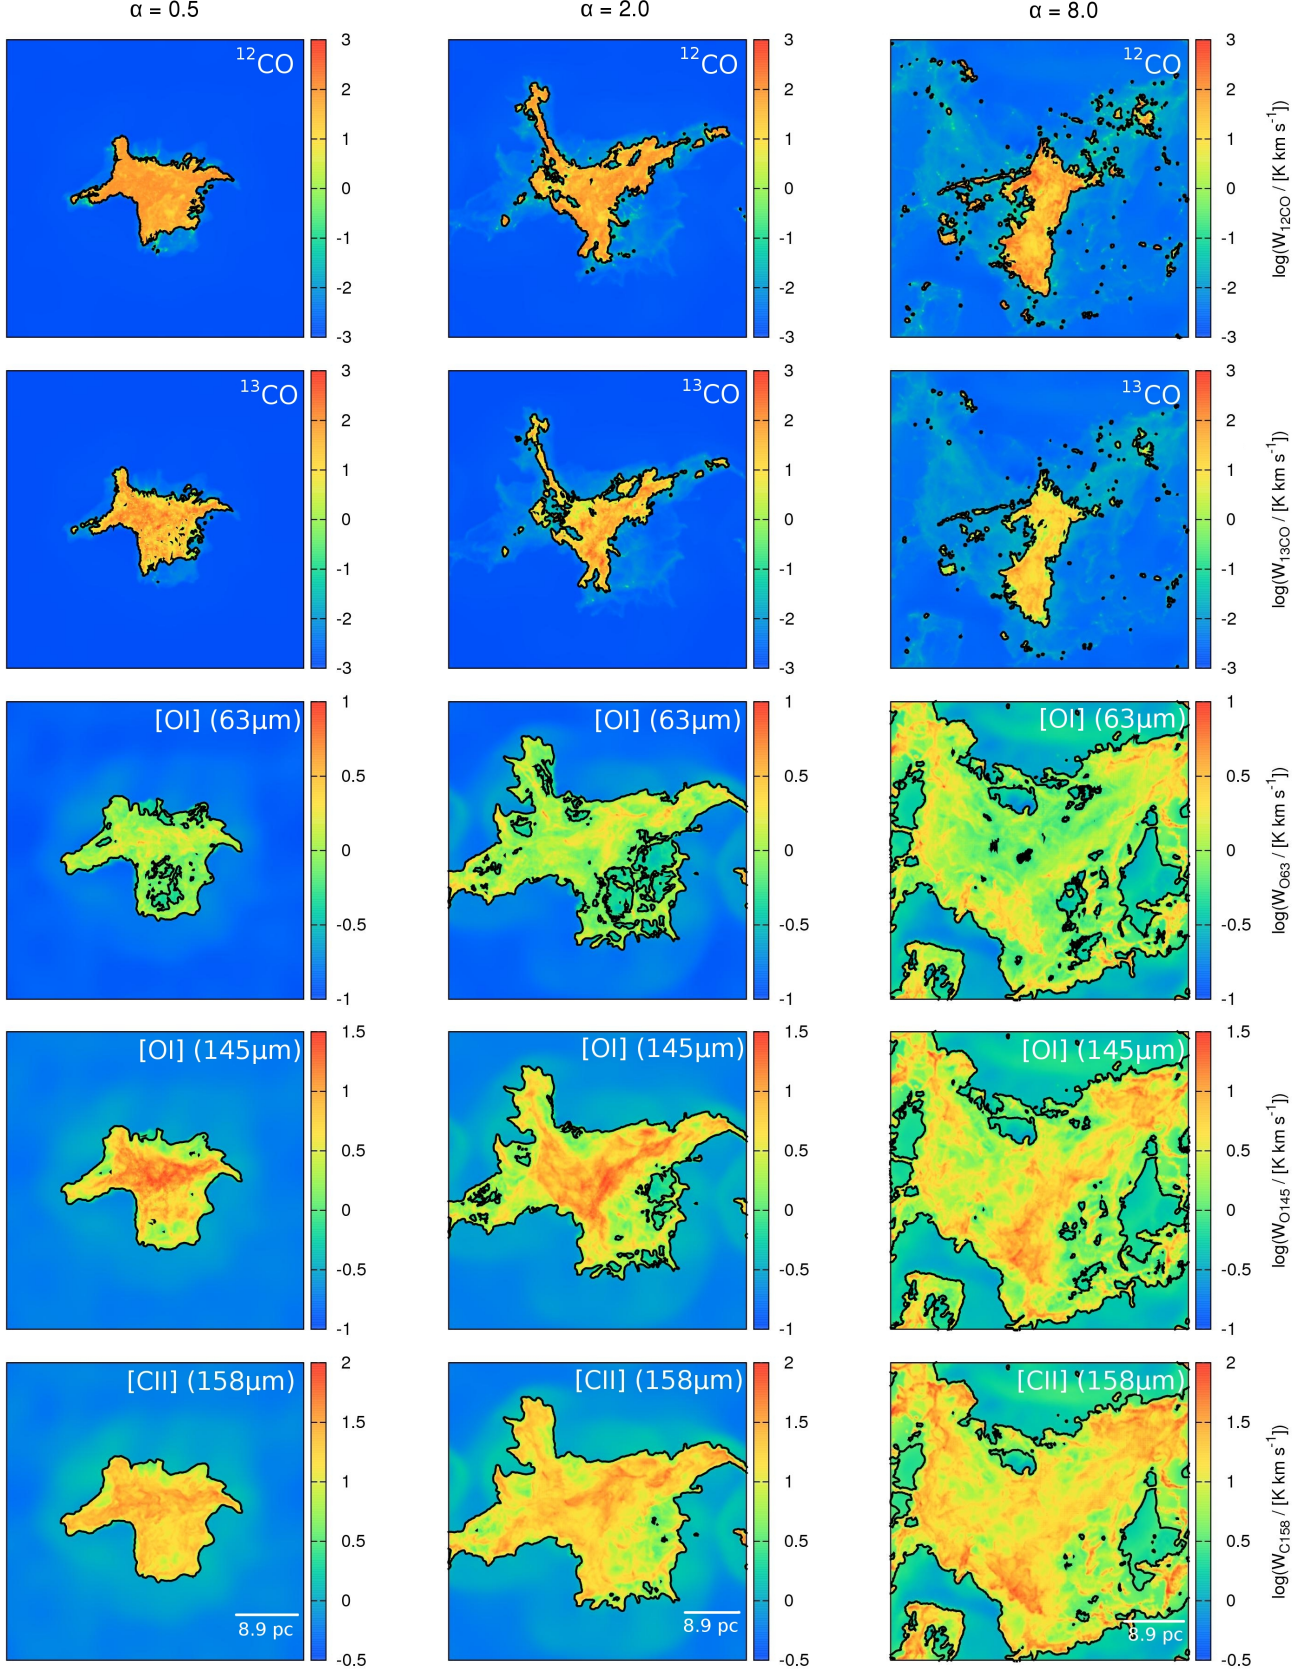 α = 0.5 α = 2.0 α = 8.0
¹²CO 3 2 1 0 -1 -2 -3 ¹²CO 3 2 1 0 -1 -2 -3 ¹²CO 3 2 1 0 -1 -2 -3 log(W₁₂CO / [K km s⁻¹])
¹³CO 3 2 1 0 -1 -2 -3 ¹³CO 3 2 1 0 -1 -2 -3 ¹³CO 3 2 1 0 -1 -2 -3 log(W₁₃CO / [K km s⁻¹])
[OI] (63μm) 1 0.5 0 -0.5 -1 [OI] (63μm) 1 0.5 0 -0.5 -1 [OI] (63μm) 1 0.5 0 -0.5 -1 log(W_O63 / [K km s⁻¹])
[OI] (145μm) 1.5 1 0.5 0 -0.5 -1 [OI] (145μm) 1.5 1 0.5 0 -0.5 -1 [OI] (145μm) 1.5 1 0.5 0 -0.5 -1 log(W_O145 / [K km s⁻¹])
[CII] (158μm) 2 1.5 1 0.5 0 -0.5 [CII] (158μm) 2 1.5 1 0.5 0 -0.5 [CII] (158μm) 2 1.5 1 0.5 0 -0.5 log(W_C158 / [K km s⁻¹])
8.9 pc 8.9 pc 8.9 pc